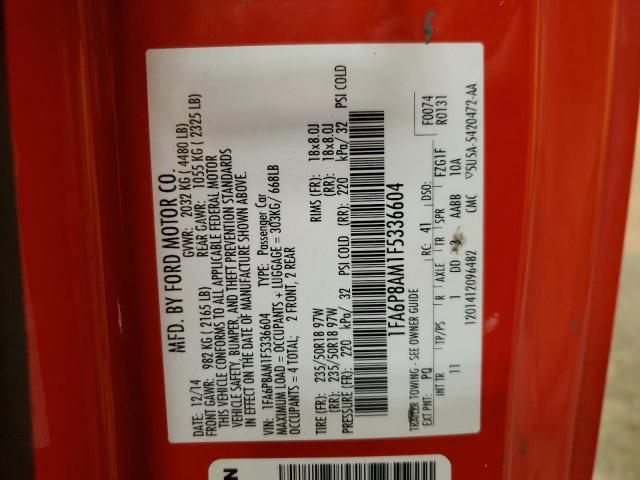 MFD. BY FORD MOTOR CO.
DATE: 12/14 GVWR: 2032 KG ( 4480 LB)
FRONT GAWR: 982 KG ( 2165 LB) REAR GAWR: 1055 KG ( 2325 LB)
THIS VEHICLE CONFORMS TO ALL APPLICABLE FEDERAL MOTOR
VEHICLE SAFETY, BUMPER, AND THEFT PREVENTION STANDARDS
IN EFFECT ON THE DATE OF MANUFACTURE SHOWN ABOVE.
VIN: 1FA6P8AM1F5336604 TYPE: Passenger Car
MAXIMUM LOAD = OCCUPANTS + LUGGAGE = 303KG/ 668LB
OCCUPANTS = 4 TOTAL: 2 FRONT, 2 REAR
TIRE (FR): 235/50R18 97W RIMS (FR): 18x8.0J
(RR): 235/50R18 97W (RR): 18x8.0J
PRESSURE (FR): 220 kPa/ 32 PSI COLD (RR): 220 kPa/ 32 PSI COLD
1FA6P8AM1F5336604
TRAILER TOWING - SEE OWNER GUIDE F0074
EXT PNT: PQ RC: 41 DSO: R0131
INT TR TP/PS R AXLE TR SPR FZG1F
11 1 DD 3 AABB 10A
1201412096482 CMC ▽5U5A-5420472-AA